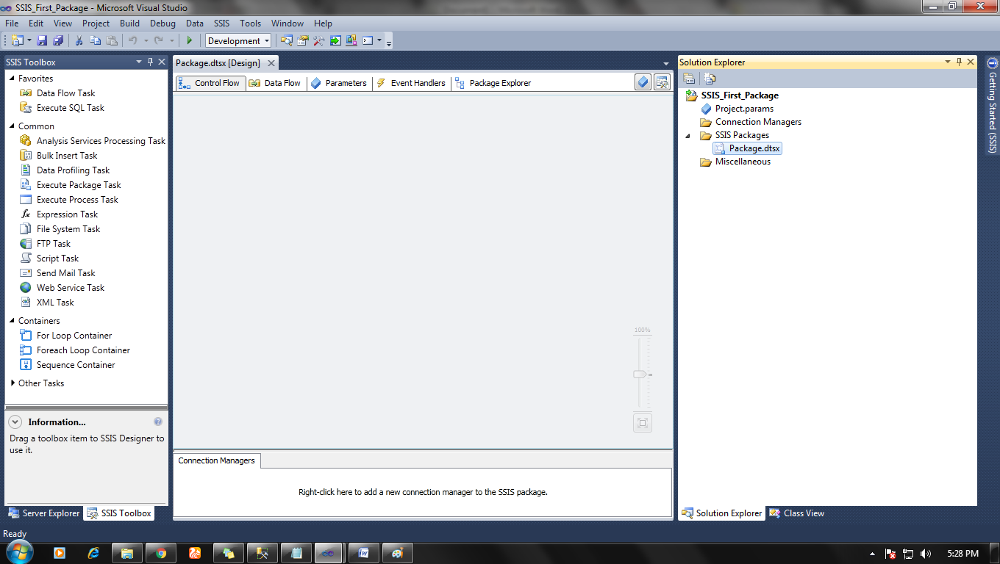 SSIS_First_Package - Microsoft Visual Studio
File Edit View Project Build Debug Data SSIS Tools Window Help
Development
SSIS Toolbox
Favorites
Data Flow Task
Execute SQL Task
Common
Analysis Services Processing Task
Bulk Insert Task
Data Profiling Task
Execute Package Task
Execute Process Task
Expression Task
File System Task
FTP Task
Script Task
Send Mail Task
Web Service Task
XML Task
Containers
For Loop Container
Foreach Loop Container
Sequence Container
Other Tasks
Information...
Drag a toolbox item to SSIS Designer to
use it.
Server Explorer SSIS Toolbox
Package.dtsx [Design]
Control Flow Data Flow Parameters Event Handlers Package Explorer
100%
Connection Managers
Right-click here to add a new connection manager to the SSIS package.
Solution Explorer
SSIS_First_Package
Project.params
Connection Managers
SSIS Packages
Package.dtsx
Miscellaneous
Solution Explorer Class View
Getting Started (SSIS)
Ready
5:28 PM